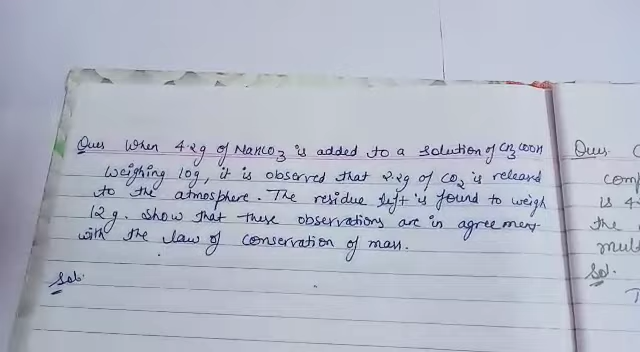 Ques When 4.2g of NaHCO3 is added to a solution of CH3COOH
weighing 10g, it is observed that 2.2g of CO2 is released
to the atmosphere. The residue left is found to weigh
12g. Show that these observations are in agreement
with the law of conservation of mass.
Sol.
Ques
com
is 4
the
mul
Sol.
T